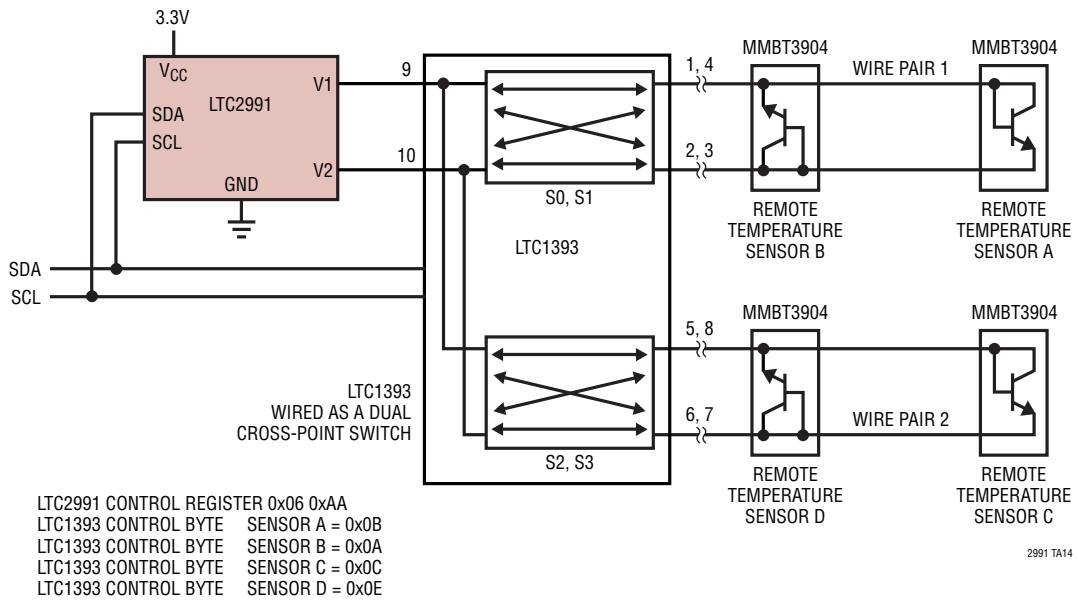 3.3V
VCC
LTC2991
SDA
SCL
GND
V1
V2
9
10
SDA
SCL
S0, S1
LTC1393
S2, S3
LTC1393
WIRED AS A DUAL
CROSS-POINT SWITCH
1, 4
2, 3
MMBT3904
WIRE PAIR 1
MMBT3904
REMOTE
TEMPERATURE
SENSOR B
REMOTE
TEMPERATURE
SENSOR A
5, 8
6, 7
MMBT3904
MMBT3904
WIRE PAIR 2
REMOTE
TEMPERATURE
SENSOR D
REMOTE
TEMPERATURE
SENSOR C
LTC2991 CONTROL REGISTER 0x06 0xAA
LTC1393 CONTROL BYTE SENSOR A = 0x0B
LTC1393 CONTROL BYTE SENSOR B = 0x0A
LTC1393 CONTROL BYTE SENSOR C = 0x0C
LTC1393 CONTROL BYTE SENSOR D = 0x0E
2991 TA14